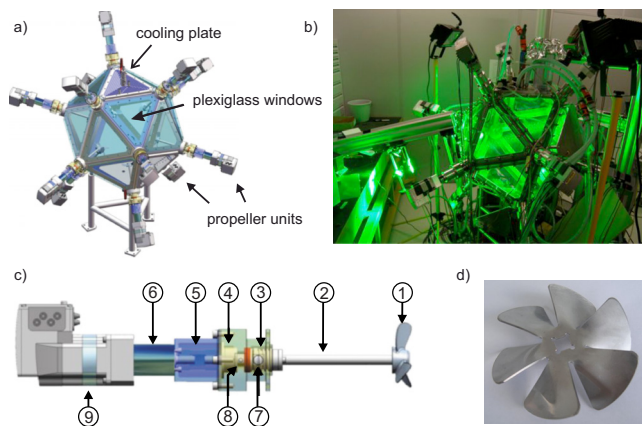 a)
cooling plate
plexiglass windows
propeller units
b)
c)
6
5
4
3
2
1
9
8
7
d)